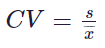 CV = s/x̄